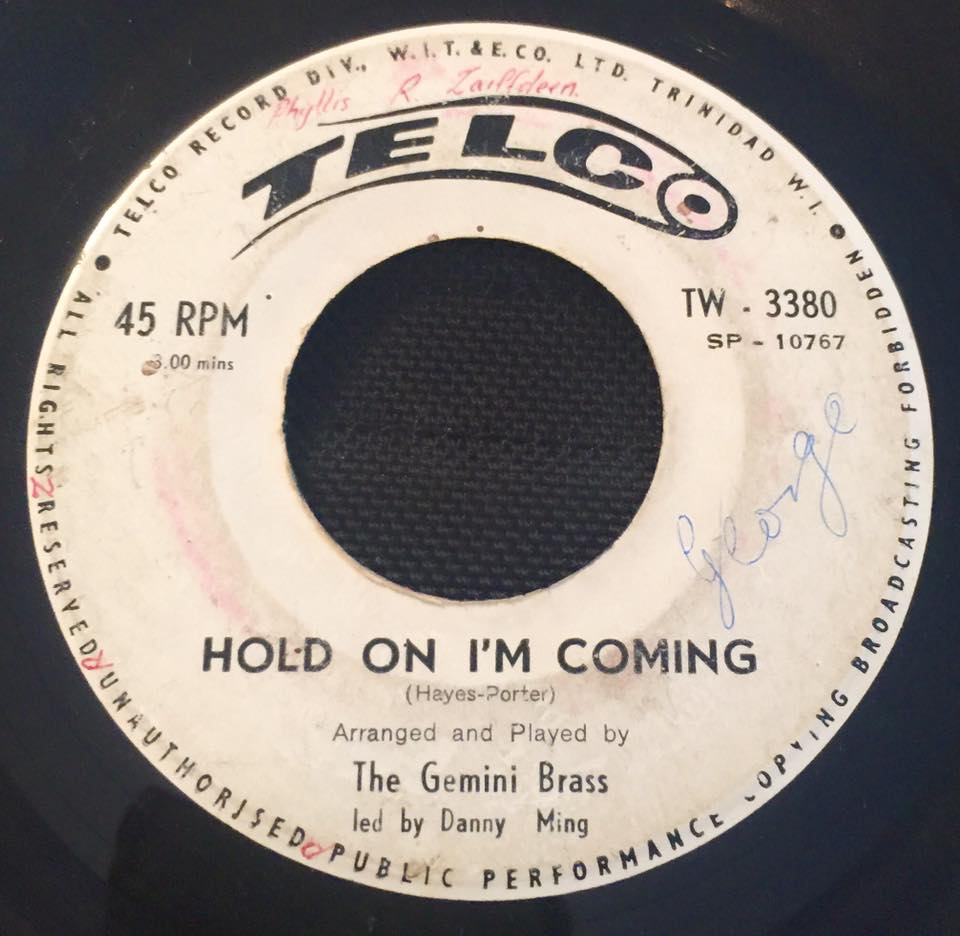 TELCO RECORD DIV., W.I.T. & E.CO. LTD. TRINIDAD W.I.
Phyllis R.
TELCO
45 RPM
3.00 mins
TW - 3380
SP - 10767
George
HOLD ON I'M COMING
(Hayes-Porter)
Arranged and Played by
The Gemini Brass
led by Danny Ming
ALL RIGHTS RESERVED UNAUTHORISED PUBLIC PERFORMANCE COPYING BROADCASTING FORBIDDEN